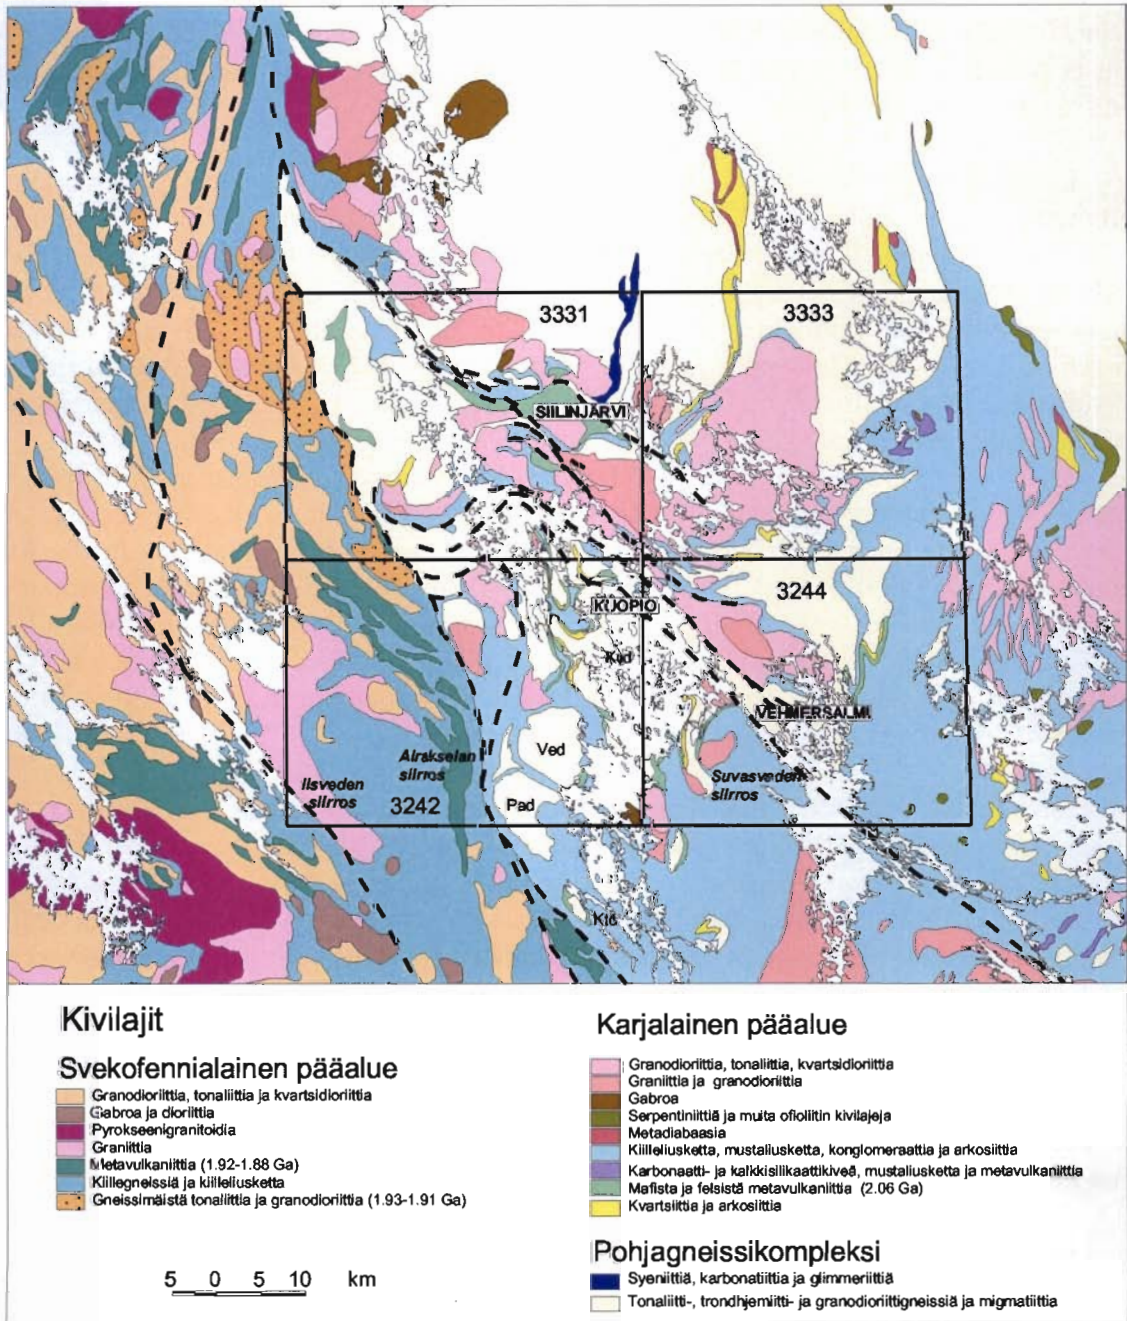 3331
3333
SIILINJÄRVI
3244
KUOPIO
Kud
VEHMERSALMI
Ved
Airakselan
siirros
Suvasveden
siirros
Iisveden
siirros
3242
Pad
Kivilajit
Svekofennialainen pääalue
Granodioriittia, tonaliittia ja kvartsidioriittia
Gabroa ja dioriittia
Pyrokseenigranitoidia
Graniittia
Metavulkaniittia (1.92-1.88 Ga)
Kiillegneissiä ja kiilleliusketta
Gneissimäistä tonaliittia ja granodioriittia (1.93-1.91 Ga)
5 0 5 10 km
Karjalainen pääalue
Granodioriittia, tonaliittia, kvartsidioriittia
Graniittia ja granodioriittia
Gabroa
Serpentiniittiä ja muita ofioliitin kivilajeja
Metadiabaasia
Kiilleliusketta, mustaliusketta, konglomeraattia ja arkosiittia
Karbonaatti- ja kalkkisilikaattikiveä, mustaliusketta ja metavulkaniittia
Mafista ja felsistä metavulkaniittia (2.06 Ga)
Kvartsiittia ja arkosiittia
Pohjagneissikompleksi
Syeniittiä, karbonatiittia ja glimmeriittiä
Tonaliitti-, trondhjemiitti- ja granodioriittigneissiä ja migmatiittia